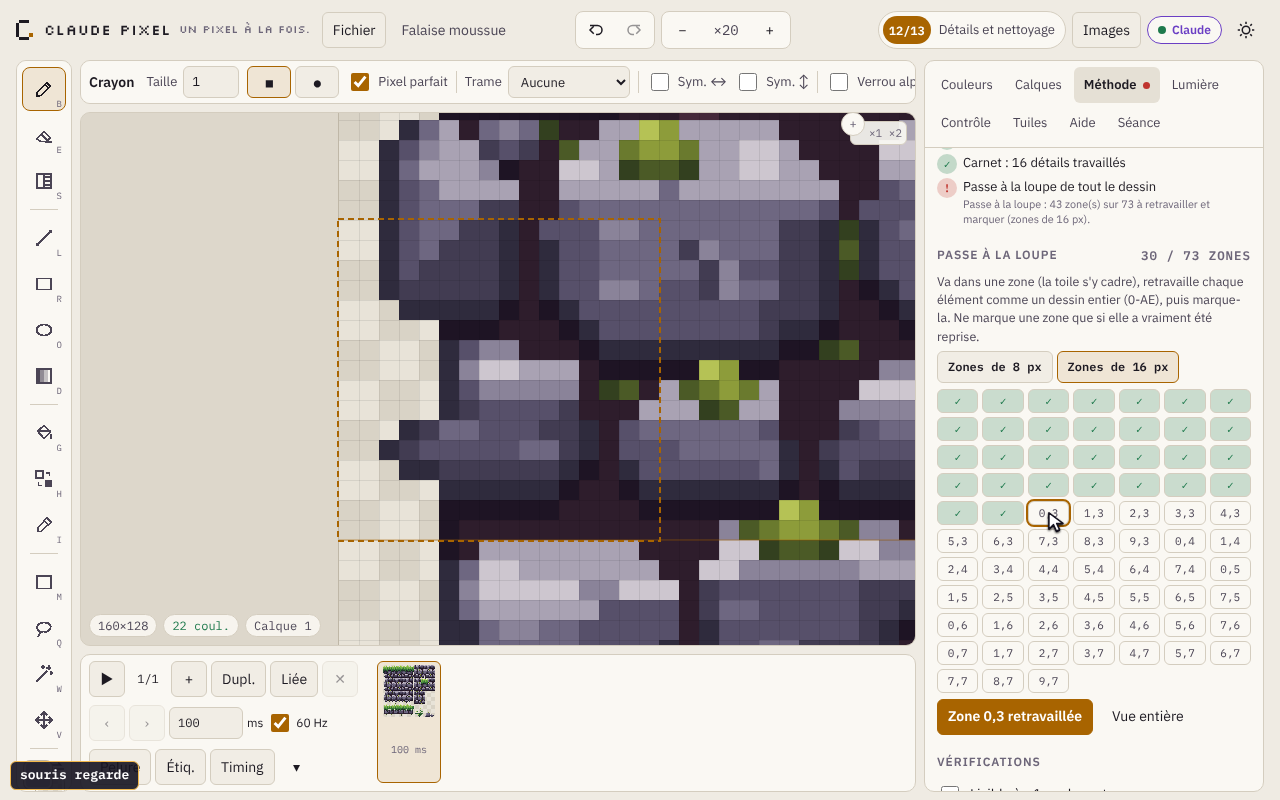 CLAUDE PIXEL UN PIXEL À LA FOIS. Fichier Falaise moussue − ×20 + 12/13 Détails et nettoyage Images Claude
Crayon Taille 1 Pixel parfait Trame Aucune Sym. ↔ Sym. ↕ Verrou alp
B
E
S
L
R
O
D
G
H
I
M
Q
W
V
+ ×1 ×2
160×128 22 coul. Calque 1
1/1 + Dupl. Liée ×
‹ › 100 ms 60 Hz
Pelure Étiq. Timing ▼
100 ms
souris regarde
Couleurs Calques Méthode Lumière
Contrôle Tuiles Aide Séance
✓ Carnet : 16 détails travaillés
! Passe à la loupe de tout le dessin
Passe à la loupe : 43 zone(s) sur 73 à retravailler et
marquer (zones de 16 px).
PASSE À LA LOUPE 30 / 73 ZONES
Va dans une zone (la toile s'y cadre), retravaille chaque
élément comme un dessin entier (0-AE), puis marque-
la. Ne marque une zone que si elle a vraiment été
reprise.
Zones de 8 px Zones de 16 px
✓ ✓ ✓ ✓ ✓ ✓ ✓
✓ ✓ ✓ ✓ ✓ ✓ ✓
✓ ✓ ✓ ✓ ✓ ✓ ✓
✓ ✓ ✓ ✓ ✓ ✓ ✓
✓ ✓ 0,3 1,3 2,3 3,3 4,3
5,3 6,3 7,3 8,3 9,3 0,4 1,4
2,4 3,4 4,4 5,4 6,4 7,4 0,5
1,5 2,5 3,5 4,5 5,5 6,5 7,5
0,6 1,6 2,6 3,6 4,6 5,6 7,6
0,7 1,7 2,7 3,7 4,7 5,7 6,7
7,7 8,7 9,7
Zone 0,3 retravaillée Vue entière
VÉRIFICATIONS